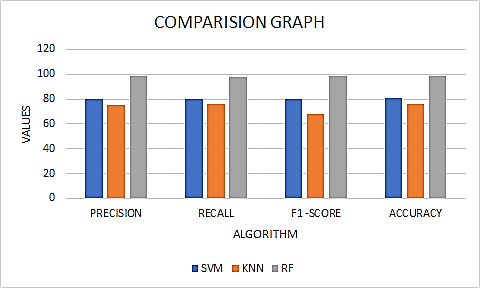 COMPARISION GRAPH
120
100
80
60
40
20
0
VALUES
PRECISION RECALL F1-SCORE ACCURACY
ALGORITHM
SVM KNN RF